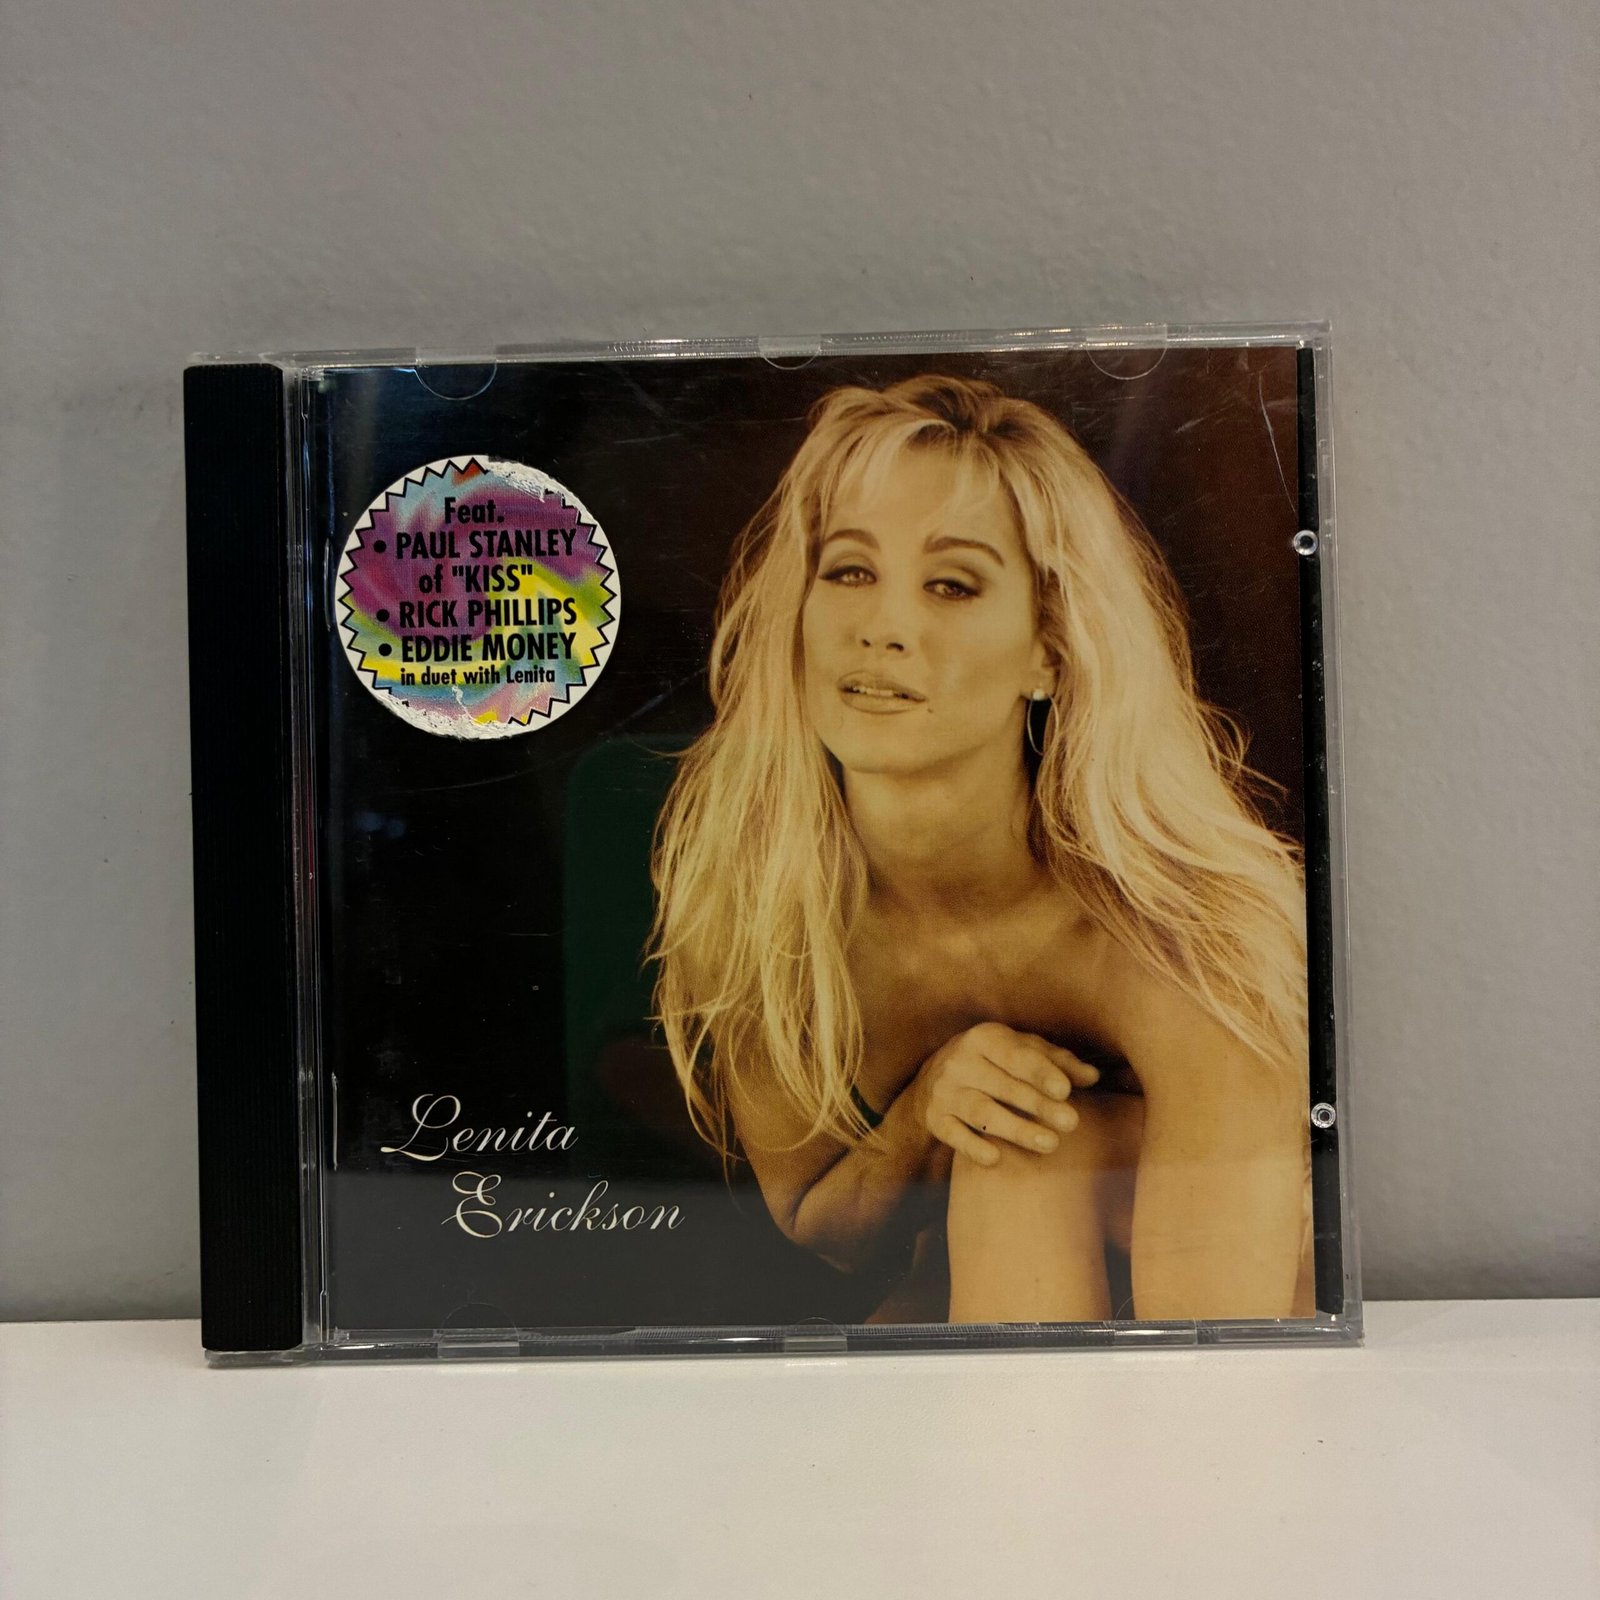 Feat.
• PAUL STANLEY
of "KISS"
• RICK PHILLIPS
• EDDIE MONEY
in duet with Lenita
Lenita
Erickson